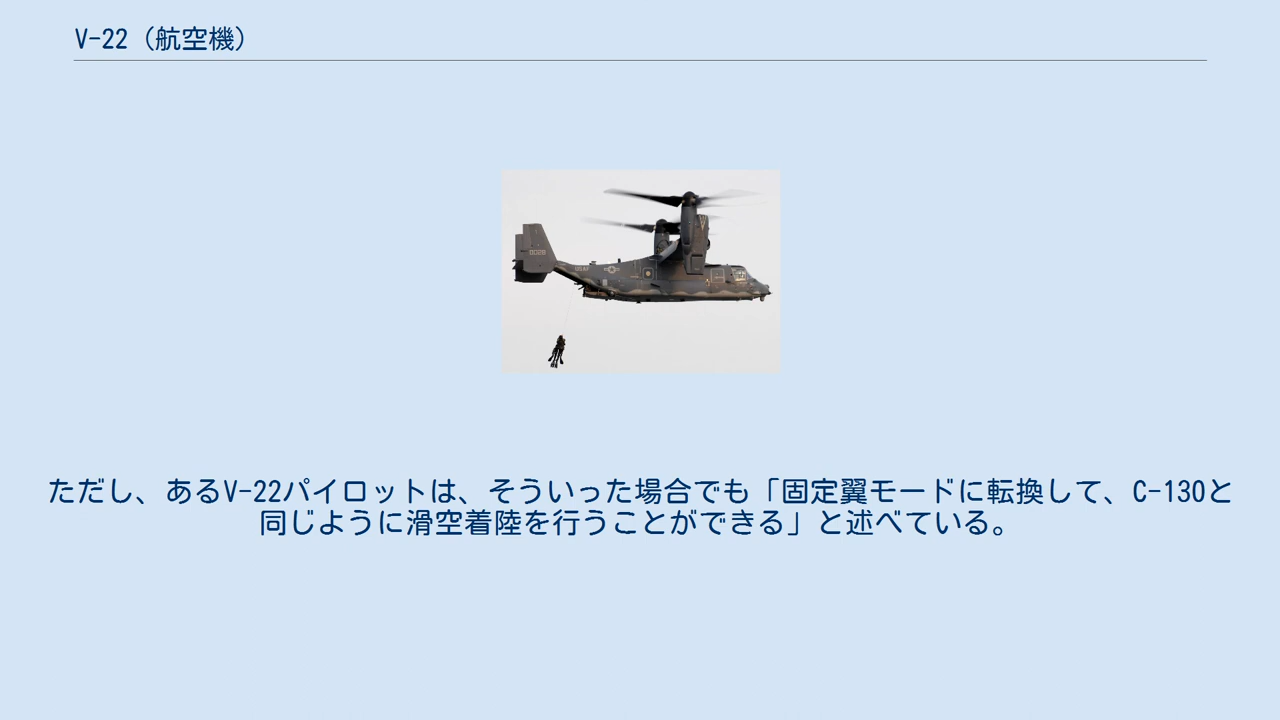 V-22（航空機）
ただし、あるV-22パイロットは、そういった場合でも「固定翼モードに転換して、C-130と
同じように滑空着陸を行うことができる」と述べている。